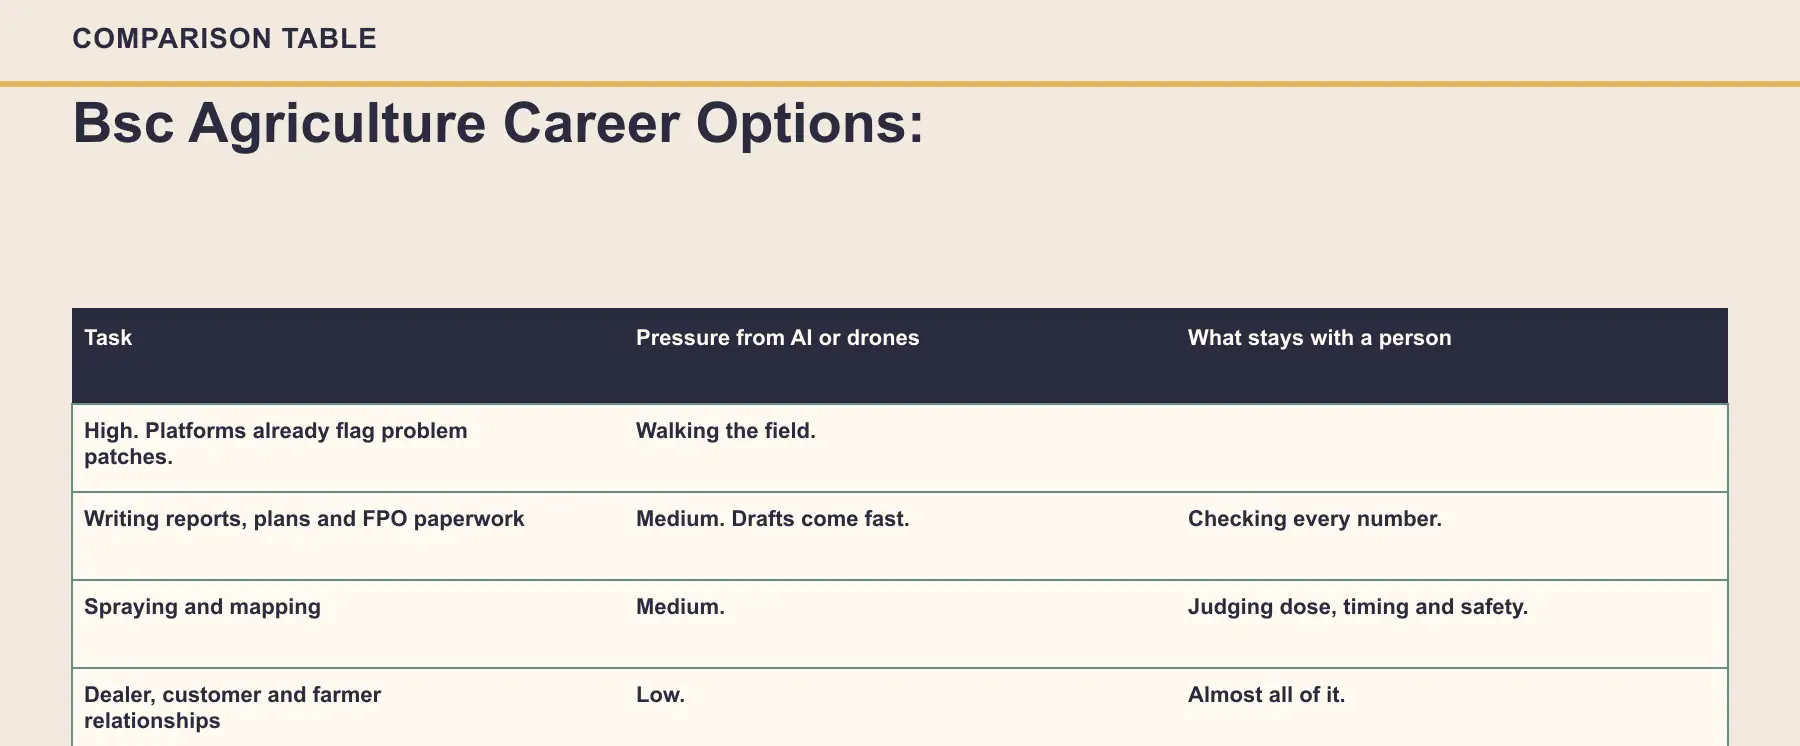 COMPARISON TABLE
Bsc Agriculture Career Options:
Task Pressure from AI or drones What stays with a person
High. Platforms already flag problem Walking the field.
patches.
Writing reports, plans and FPO paperwork Medium. Drafts come fast. Checking every number.
Spraying and mapping Medium. Judging dose, timing and safety.
Dealer, customer and farmer Low. Almost all of it.
relationships